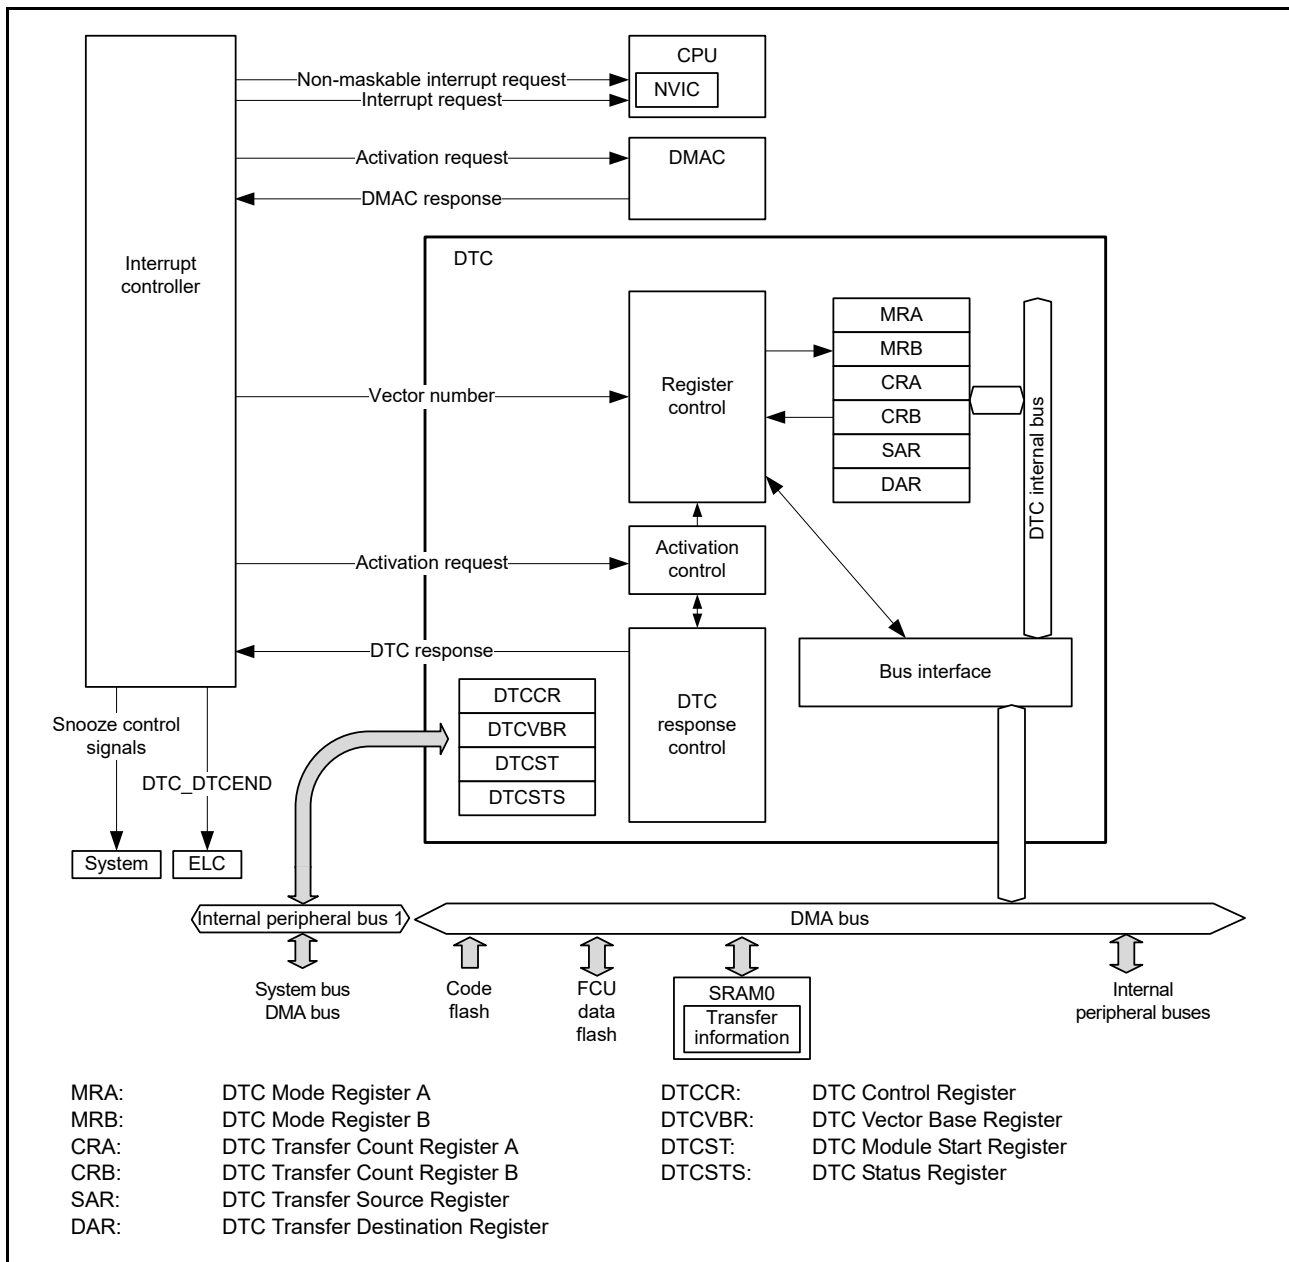 CPU
NVIC
Non-maskable interrupt request
Interrupt request
Activation request
DMAC
DMAC response
Interrupt
controller
DTC
MRA
MRB
CRA
CRB
SAR
DAR
Register
control
Vector number
DTC internal bus
Activation request
Activation
control
DTC response
Bus interface
DTCCR
DTCVBR
DTCST
DTCSTS
DTC
response
control
Snooze control
signals
DTC_DTCEND
System
ELC
Internal peripheral bus 1
DMA bus
System bus
DMA bus
Code
flash
FCU
data
flash
SRAM0
Transfer
information
Internal
peripheral buses
MRA: DTC Mode Register A
MRB: DTC Mode Register B
CRA: DTC Transfer Count Register A
CRB: DTC Transfer Count Register B
SAR: DTC Transfer Source Register
DAR: DTC Transfer Destination Register
DTCCR: DTC Control Register
DTCVBR: DTC Vector Base Register
DTCST: DTC Module Start Register
DTCSTS: DTC Status Register